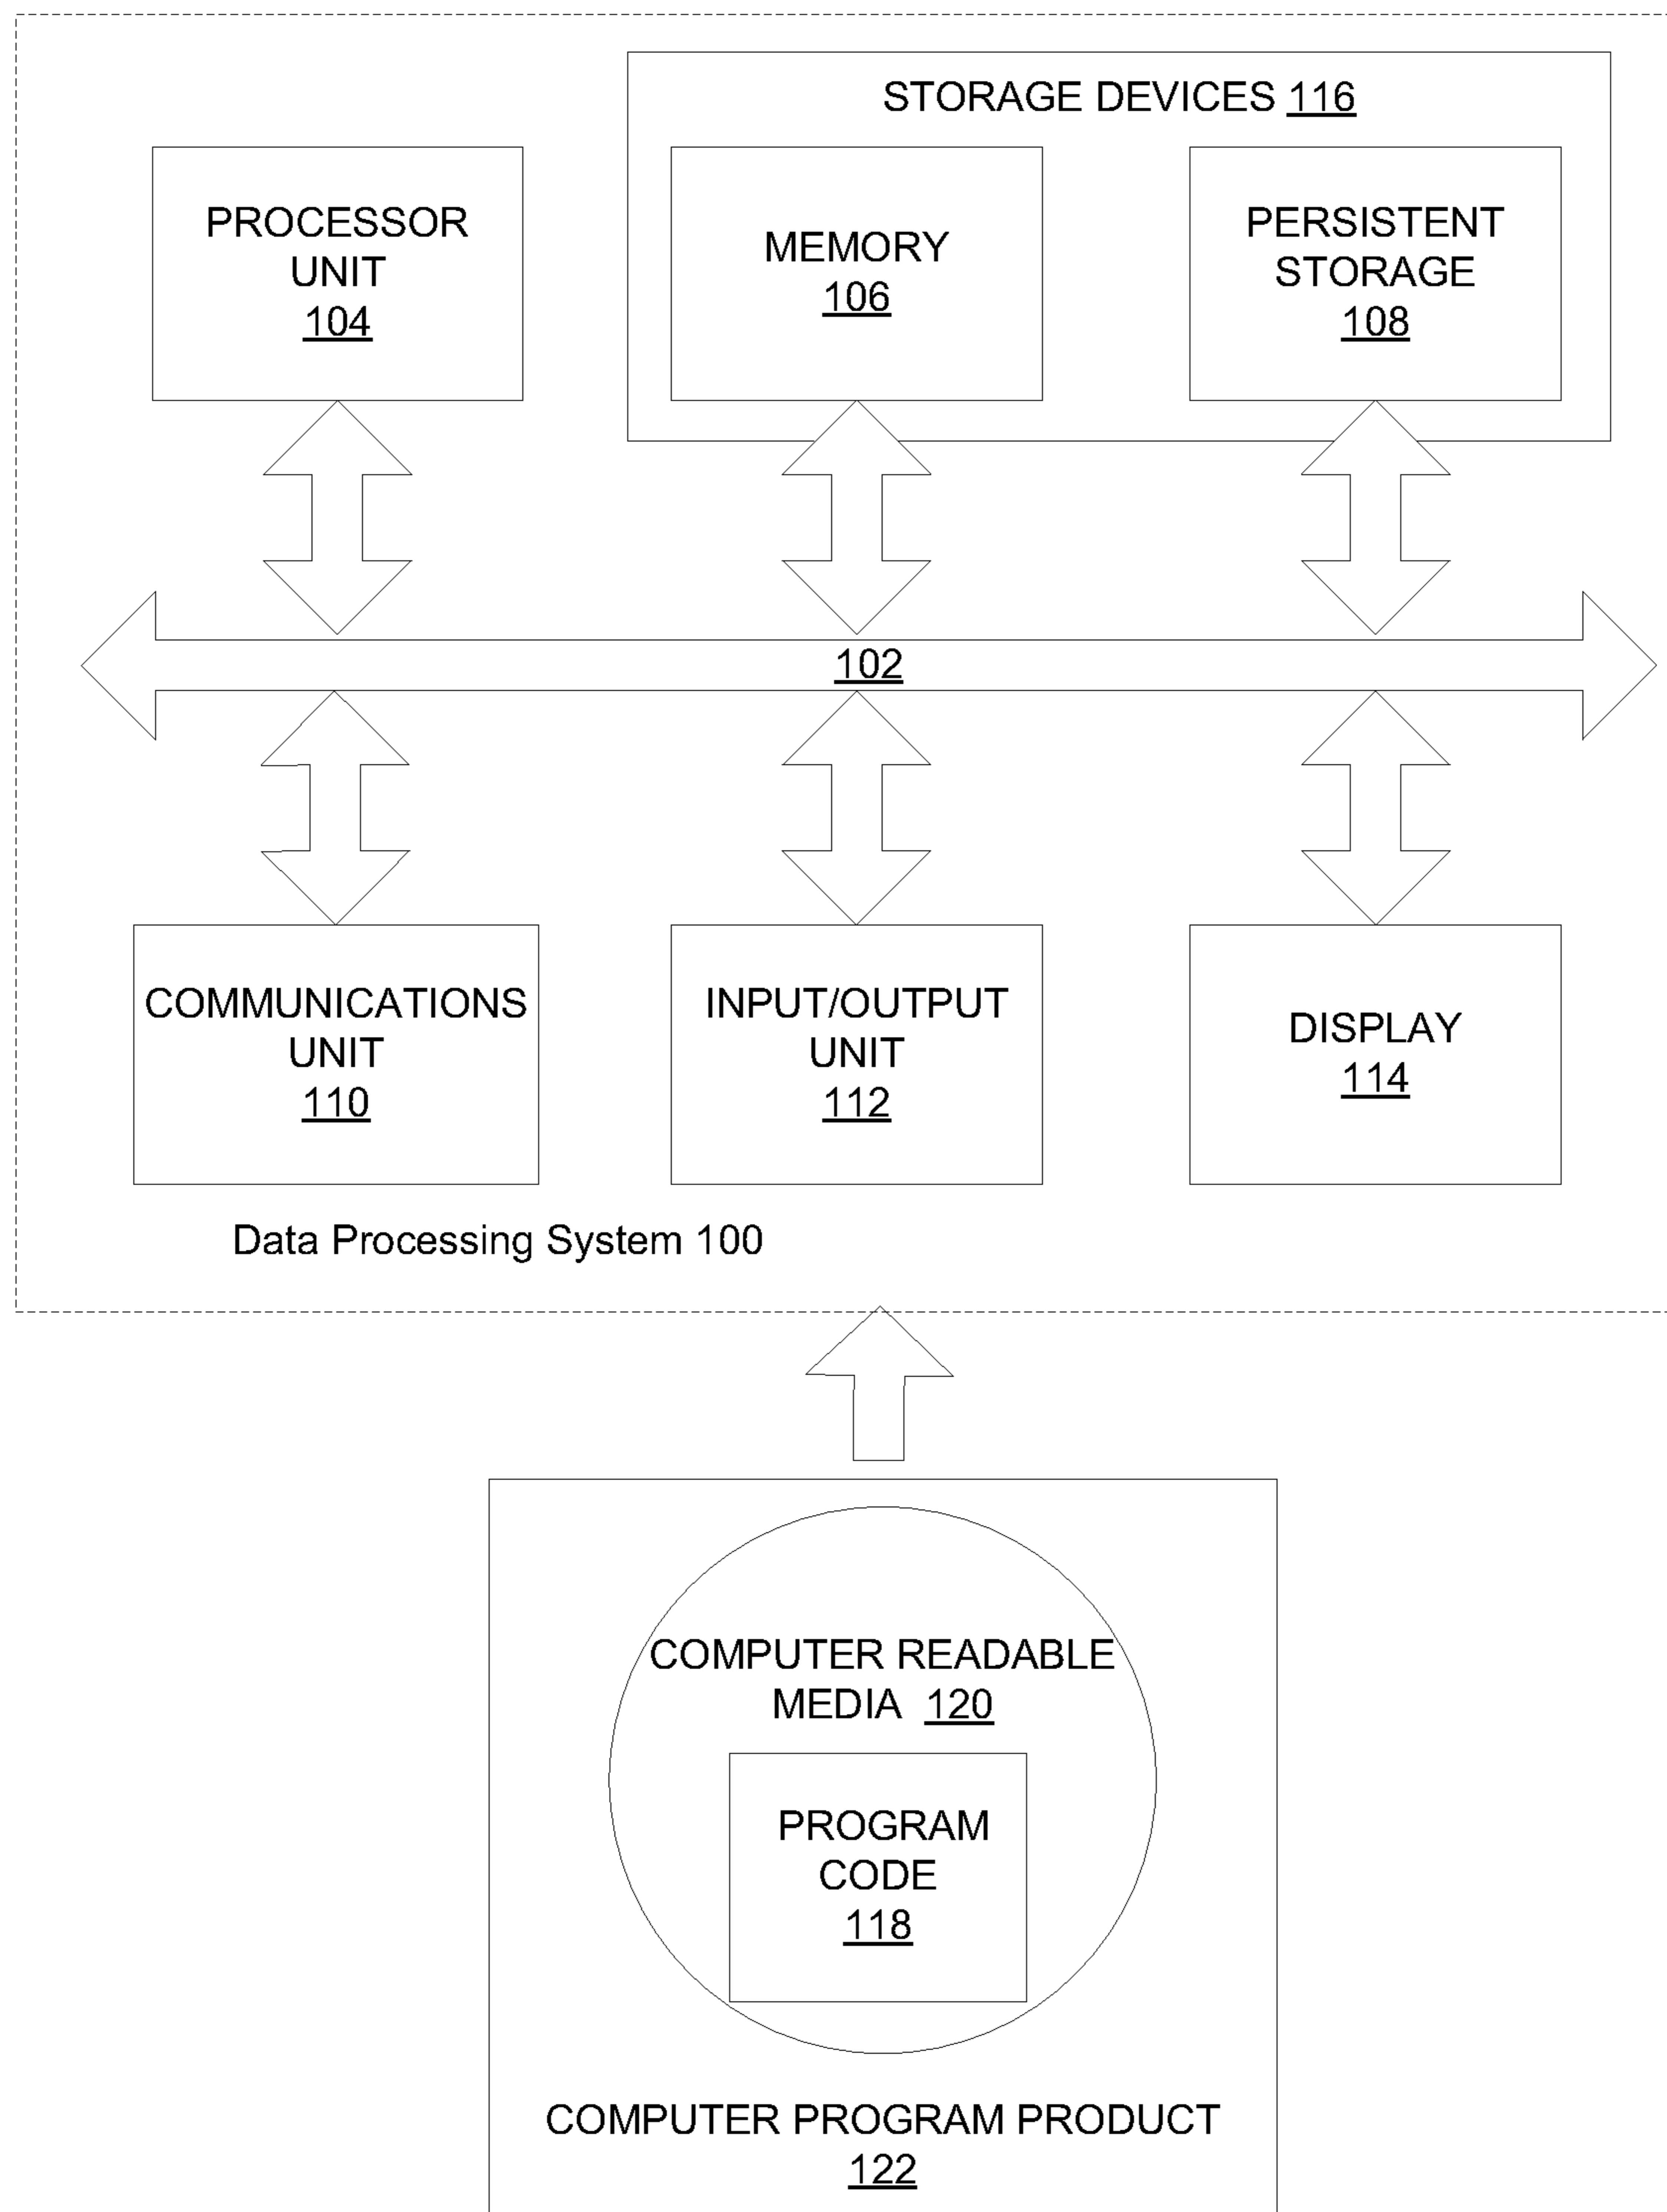 STORAGE DEVICES 116
PROCESSOR
UNIT
104
MEMORY
106
PERSISTENT
STORAGE
108
102
COMMUNICATIONS
UNIT
110
INPUT/OUTPUT
UNIT
112
DISPLAY
114
Data Processing System 100
COMPUTER READABLE
MEDIA 120
PROGRAM
CODE
118
COMPUTER PROGRAM PRODUCT
122